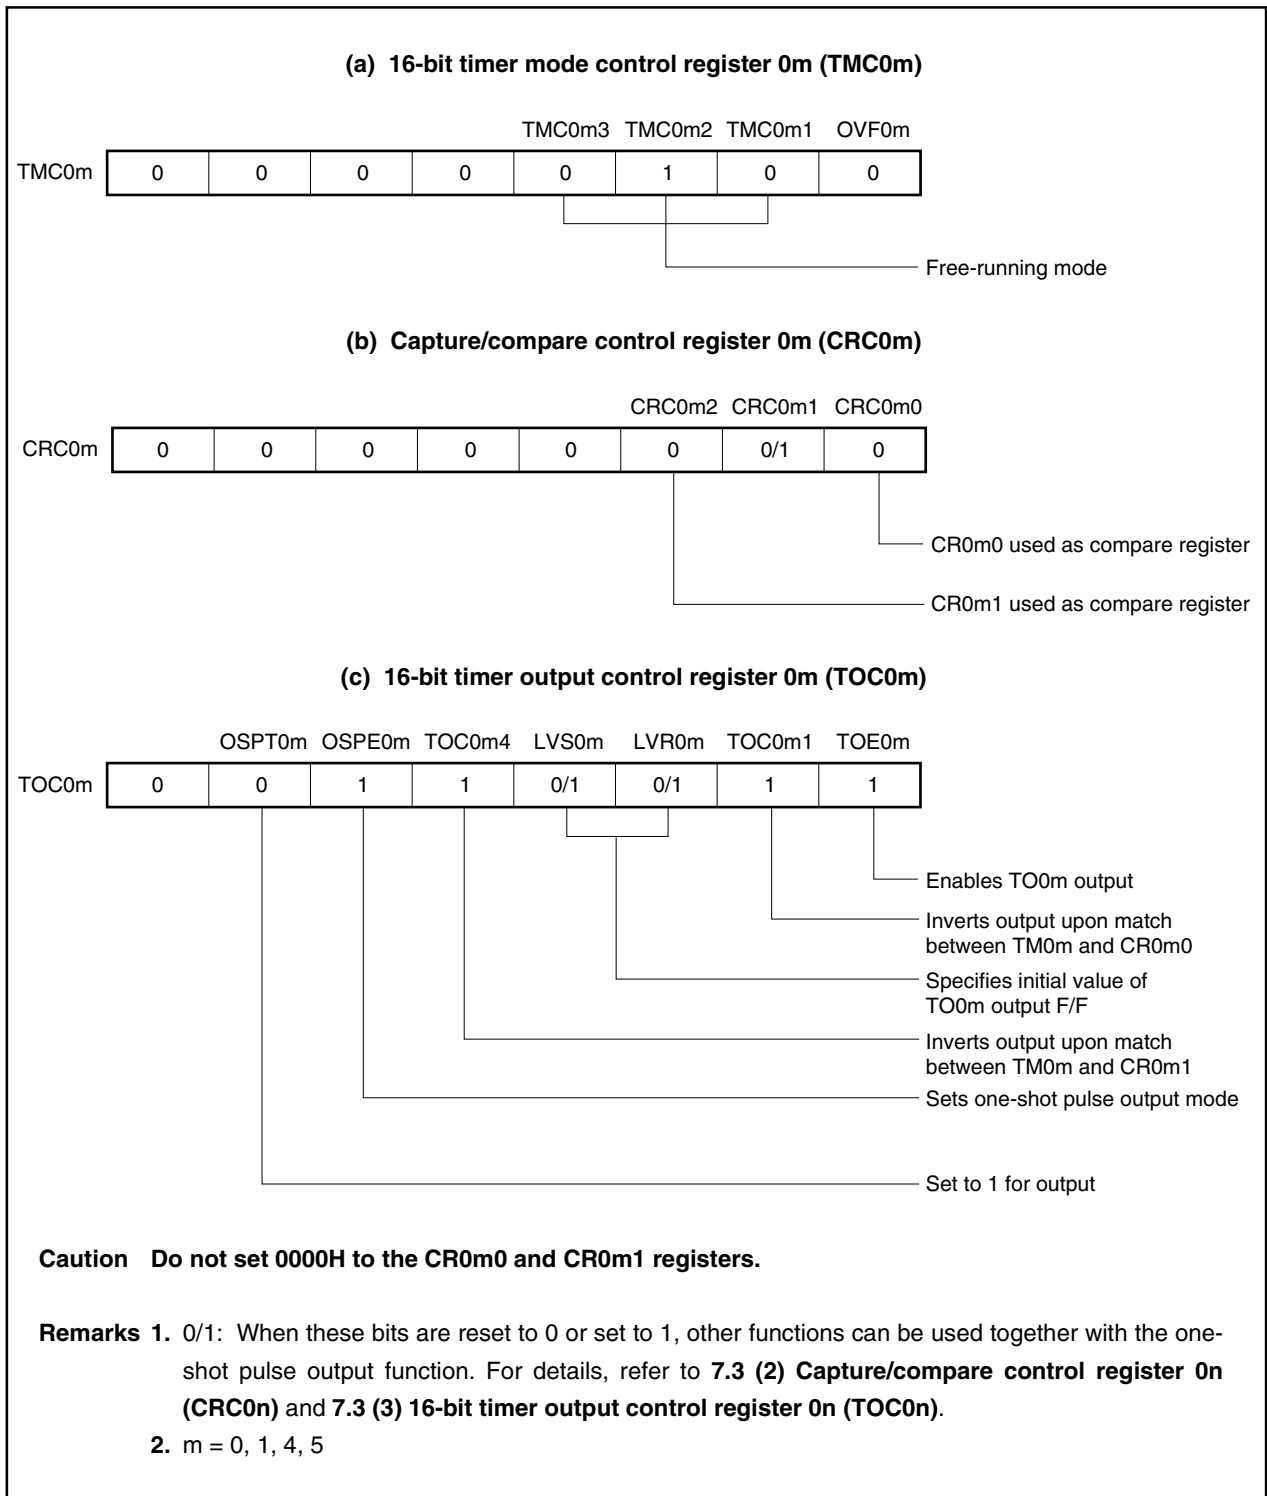 (a) 16-bit timer mode control register 0m (TMC0m)
TMC0m3 TMC0m2 TMC0m1 OVF0m
TMC0m 0 0 0 0 0 1 0 0
Free-running mode
(b) Capture/compare control register 0m (CRC0m)
CRC0m2 CRC0m1 CRC0m0
CRC0m 0 0 0 0 0 0 0/1 0
CR0m0 used as compare register
CR0m1 used as compare register
(c) 16-bit timer output control register 0m (TOC0m)
OSPT0m OSPE0m TOC0m4 LVS0m LVR0m TOC0m1 TOE0m
TOC0m 0 0 1 1 0/1 0/1 1 1
Enables TO0m output
Inverts output upon match
between TM0m and CR0m0
Specifies initial value of
TO0m output F/F
Inverts output upon match
between TM0m and CR0m1
Sets one-shot pulse output mode
Set to 1 for output
Caution Do not set 0000H to the CR0m0 and CR0m1 registers.
Remarks 1. 0/1: When these bits are reset to 0 or set to 1, other functions can be used together with the one-
shot pulse output function. For details, refer to 7.3 (2) Capture/compare control register 0n
(CRC0n) and 7.3 (3) 16-bit timer output control register 0n (TOC0n).
2. m = 0, 1, 4, 5